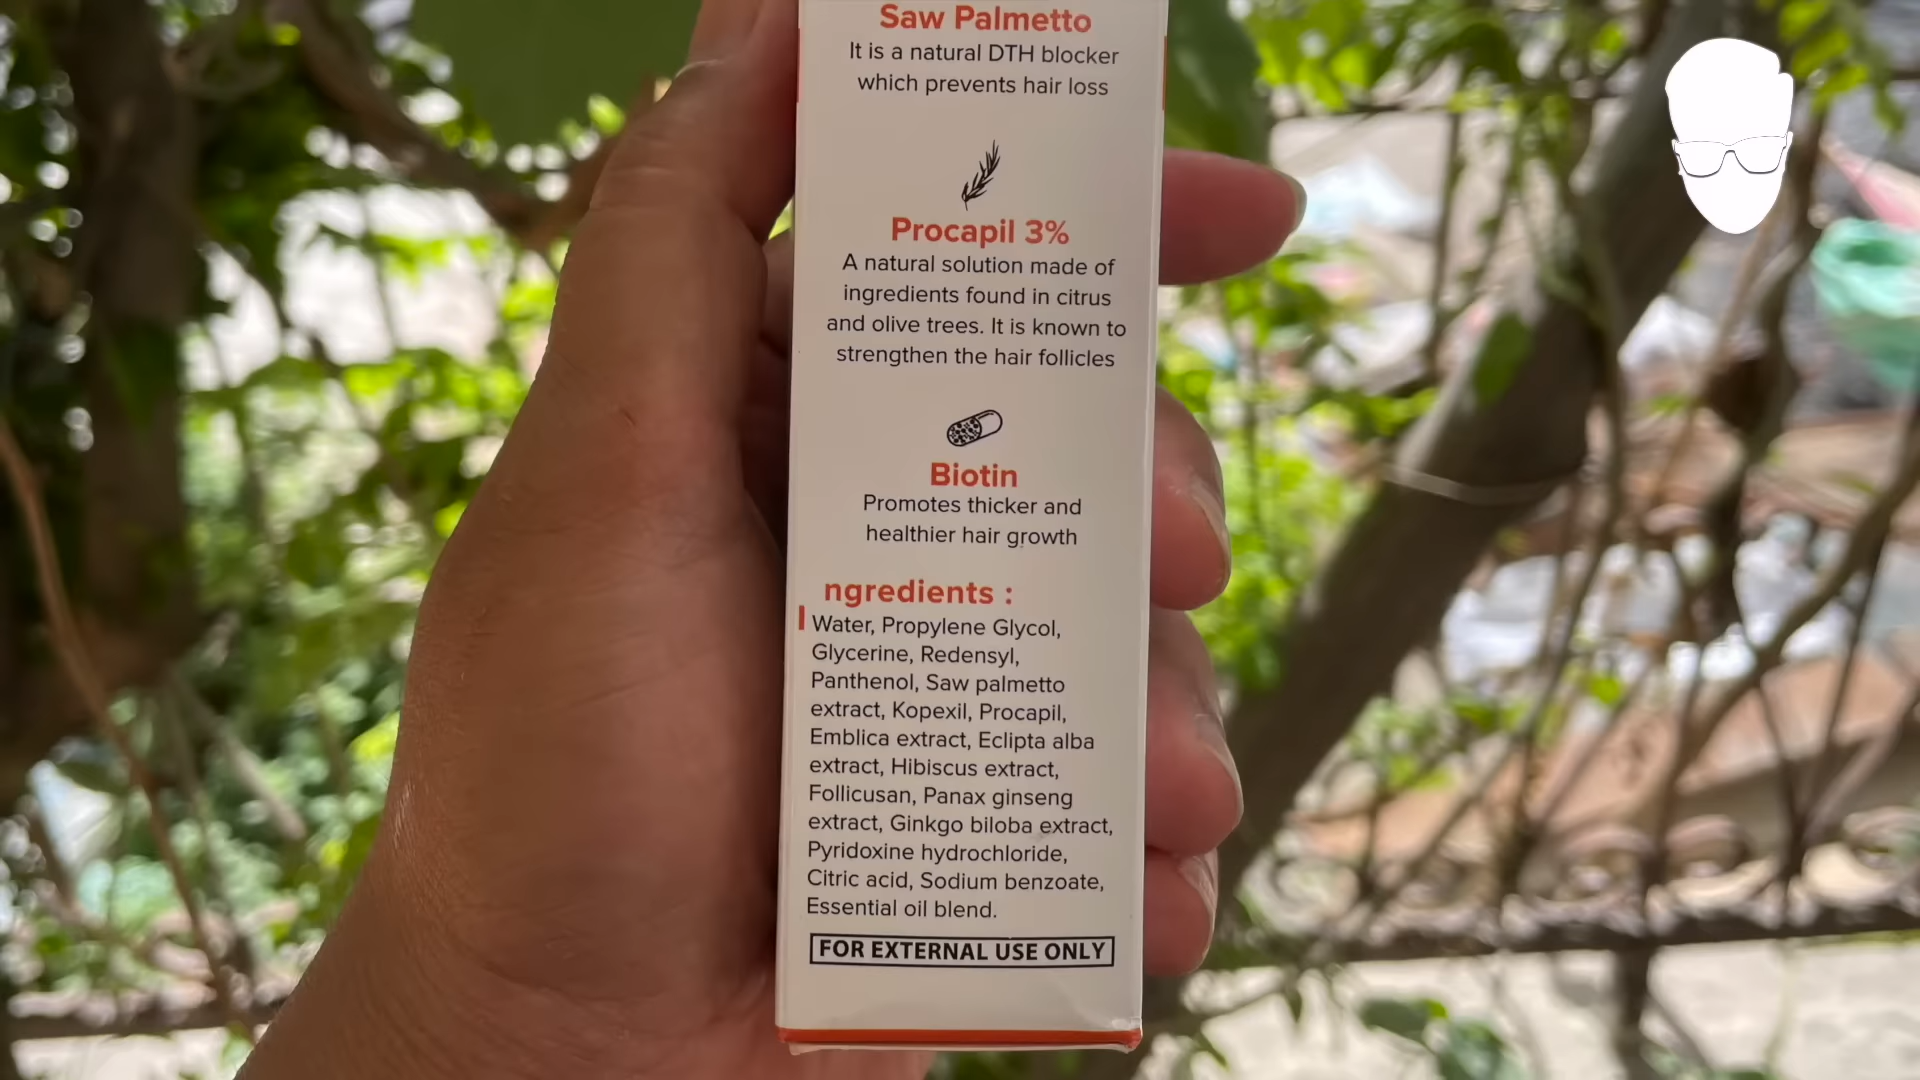 Saw Palmetto
It is a natural DTH blocker
which prevents hair loss
Procapil 3%
A natural solution made of
ingredients found in citrus
and olive trees. It is known to
strengthen the hair follicles
Biotin
Promotes thicker and
healthier hair growth
Ingredients :
Water, Propylene Glycol,
Glycerine, Redensyl,
Panthenol, Saw palmetto
extract, Kopexil, Procapil,
Emblica extract, Eclipta alba
extract, Hibiscus extract,
Follicusan, Panax ginseng
extract, Ginkgo biloba extract,
Pyridoxine hydrochloride,
Citric acid, Sodium benzoate,
Essential oil blend.
FOR EXTERNAL USE ONLY